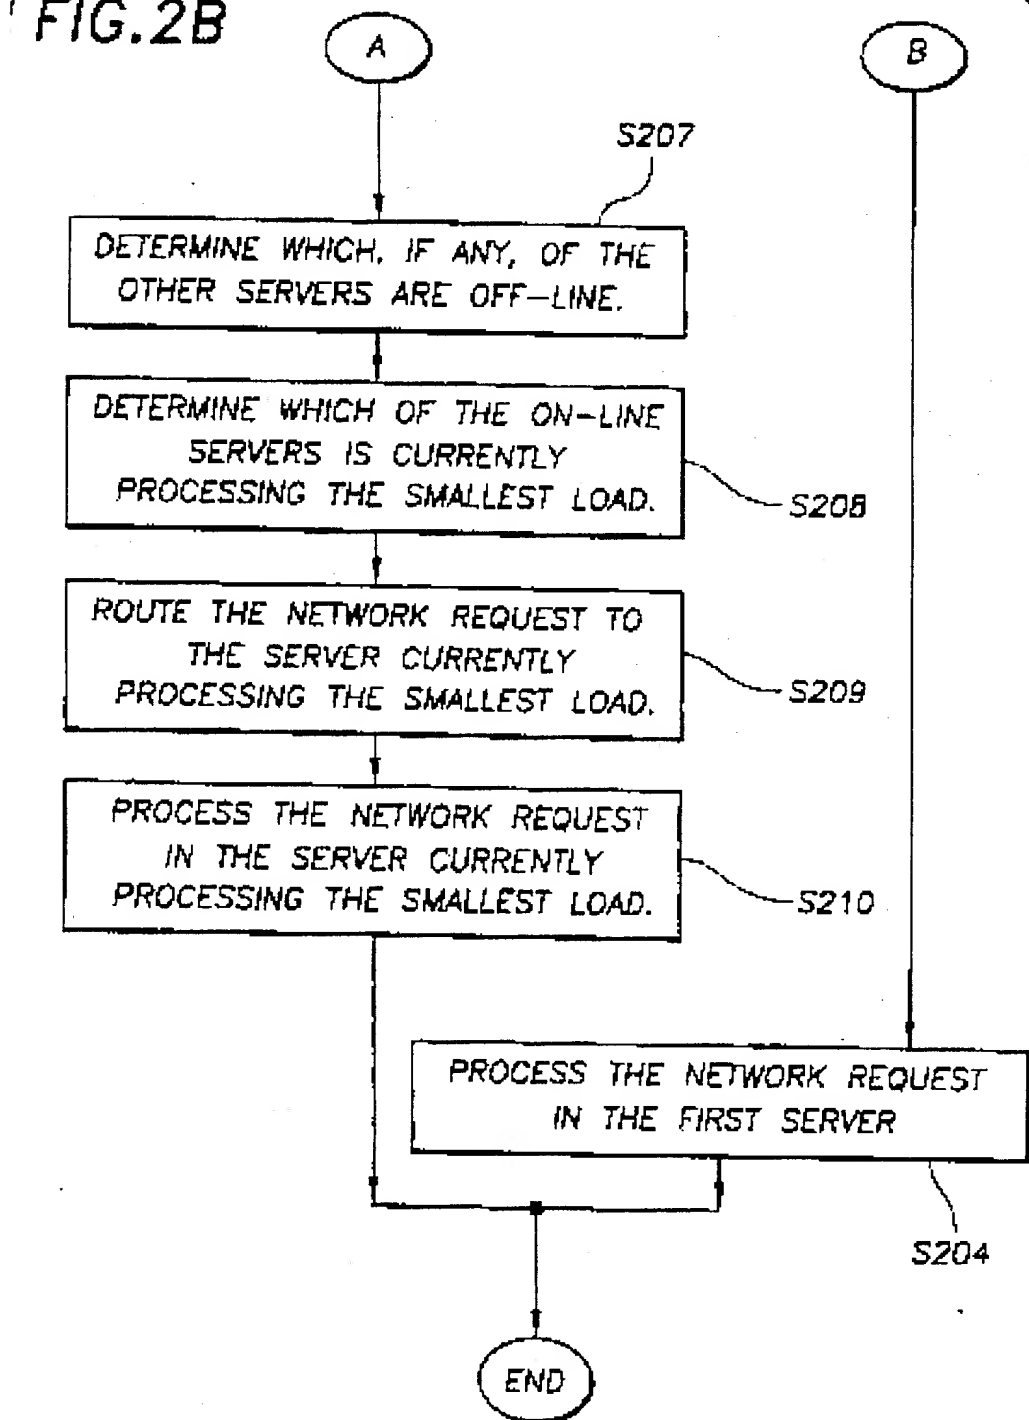 FIG.2B
A
B
S207
DETERMINE WHICH, IF ANY, OF THE
OTHER SERVERS ARE OFF-LINE.
DETERMINE WHICH OF THE ON-LINE
SERVERS IS CURRENTLY
PROCESSING THE SMALLEST LOAD.
S208
ROUTE THE NETWORK REQUEST TO
THE SERVER CURRENTLY
PROCESSING THE SMALLEST LOAD.
S209
PROCESS THE NETWORK REQUEST
IN THE SERVER CURRENTLY
PROCESSING THE SMALLEST LOAD.
S210
PROCESS THE NETWORK REQUEST
IN THE FIRST SERVER
S204
END